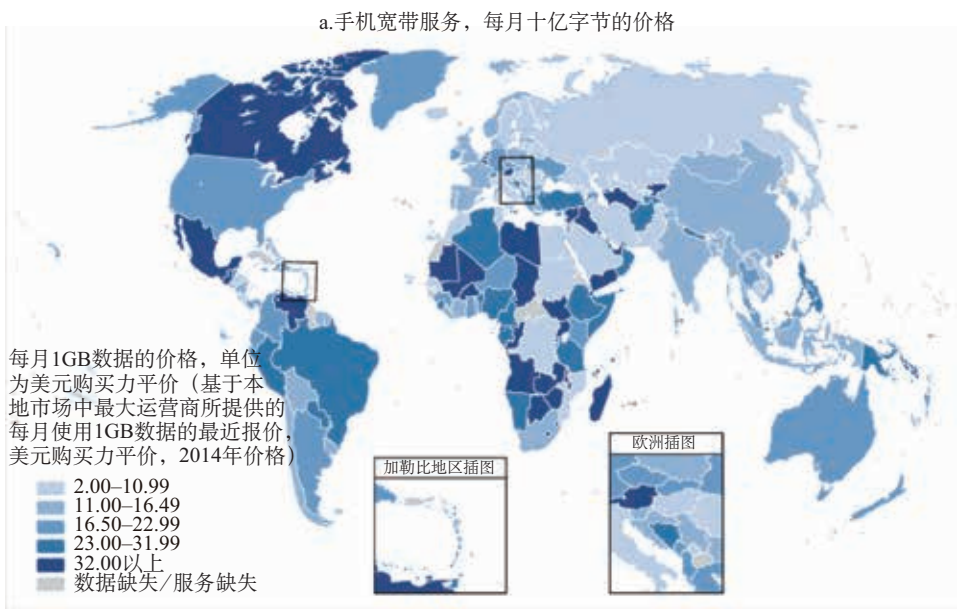 a.手机宽带服务，每月十亿字节的价格
每月1GB数据的价格，单位
为美元购买力平价（基于本
地市场中最大运营商所提供的
每月使用1GB数据的最近报价，
美元购买力平价，2014年价格）
2.00–10.99
11.00–16.49
16.50–22.99
23.00–31.99
32.00以上
数据缺失/服务缺失
加勒比地区插图
欧洲插图